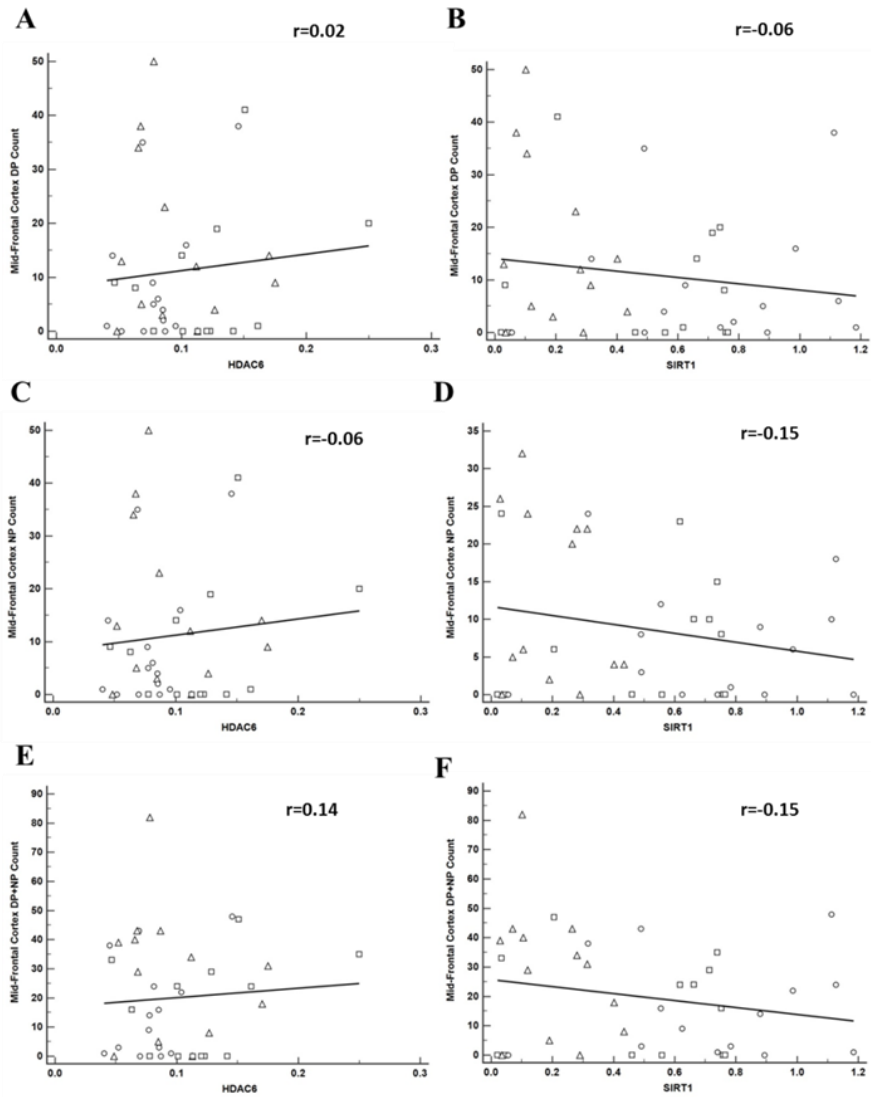 A
r=0.02
Mid-Frontal Cortex DP Count
50
40
30
20
10
0
0.0 0.1 0.2 0.3
HDAC6
B
r=-0.06
Mid-Frontal Cortex DP Count
50
40
30
20
10
0
0.0 0.2 0.4 0.6 0.8 1.0 1.2
SIRT1
C
r=-0.06
Mid-Frontal Cortex NP Count
50
40
30
20
10
0
0.0 0.1 0.2 0.3
HDAC6
D
r=-0.15
Mid-Frontal Cortex NP Count
35
30
25
20
15
10
5
0
0.0 0.2 0.4 0.6 0.8 1.0 1.2
SIRT1
E
r=0.14
Mid-Frontal Cortex DP+NP Count
90
80
70
60
50
40
30
20
10
0
0.0 0.1 0.2 0.3
HDAC6
F
r=-0.15
Mid-Frontal Cortex DP+NP Count
90
80
70
60
50
40
30
20
10
0
0.0 0.2 0.4 0.6 0.8 1.0 1.2
SIRT1